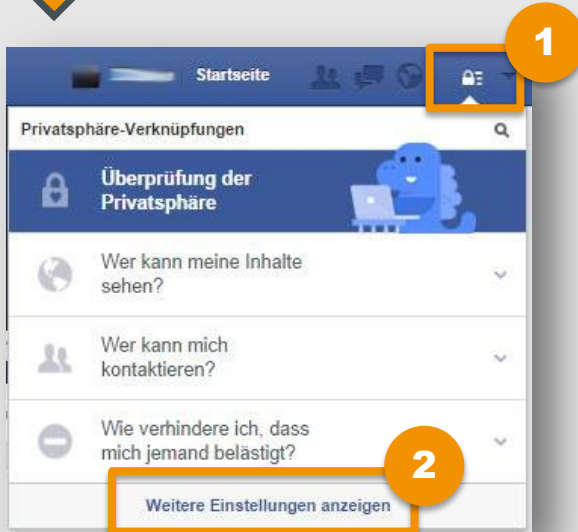 1
Startseite
Privatsphäre-Verknüpfungen
Überprüfung der
Privatsphäre
Wer kann meine Inhalte
sehen?
Wer kann mich
kontaktieren?
Wie verhindere ich, dass
mich jemand belästigt?
2
Weitere Einstellungen anzeigen